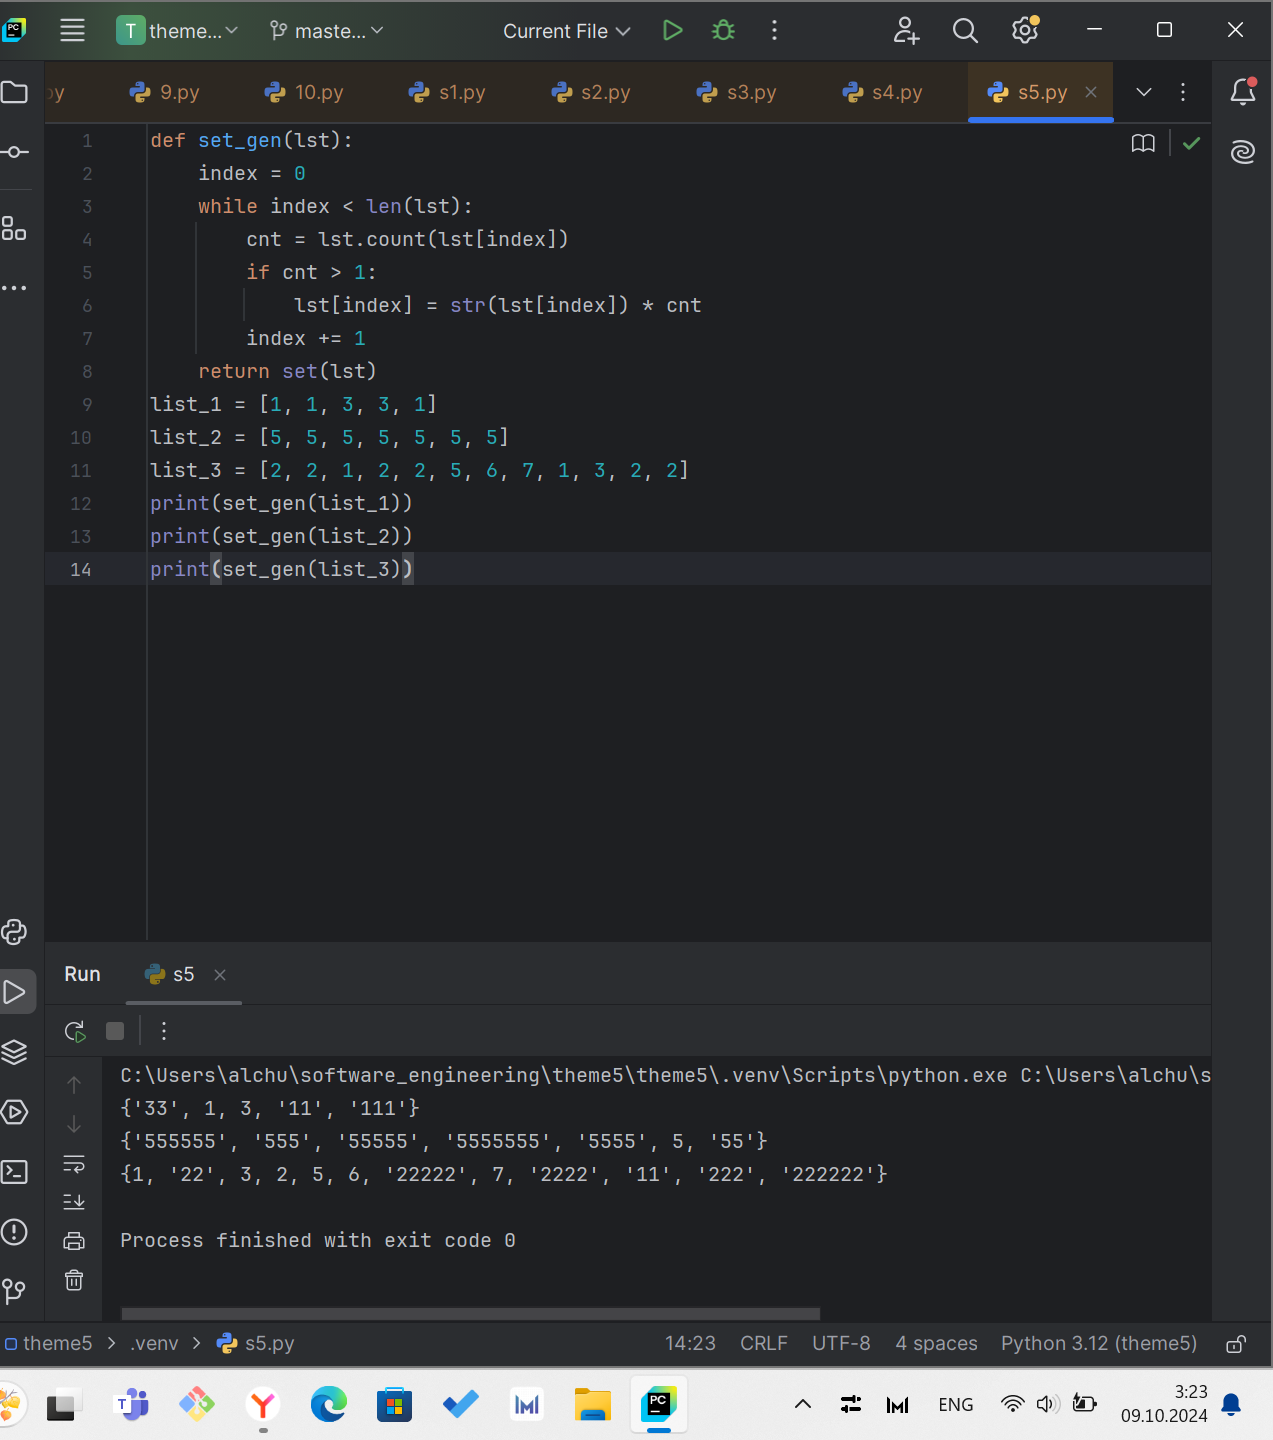 PC
T theme... maste... Current File
py 9.py 10.py s1.py s2.py s3.py s4.py s5.py
1 def set_gen(lst):
2 index = 0
3 while index < len(lst):
4 cnt = lst.count(lst[index])
5 if cnt > 1:
6 lst[index] = str(lst[index]) * cnt
7 index += 1
8 return set(lst)
9 list_1 = [1, 1, 3, 3, 1]
10 list_2 = [5, 5, 5, 5, 5, 5, 5]
11 list_3 = [2, 2, 1, 2, 2, 5, 6, 7, 1, 3, 2, 2]
12 print(set_gen(list_1))
13 print(set_gen(list_2))
14 print(set_gen(list_3))
Run s5
C:\Users\alchu\software_engineering\theme5\theme5\.venv\Scripts\python.exe C:\Users\alchu\s
{'33', 1, 3, '11', '111'}
{'555555', '555', '55555', '5555555', '5555', 5, '55'}
{1, '22', 3, 2, 5, 6, '22222', 7, '2222', '11', '222', '222222'}
Process finished with exit code 0
theme5 > .venv > s5.py 14:23 CRLF UTF-8 4 spaces Python 3.12 (theme5)
ENG 3:23
09.10.2024